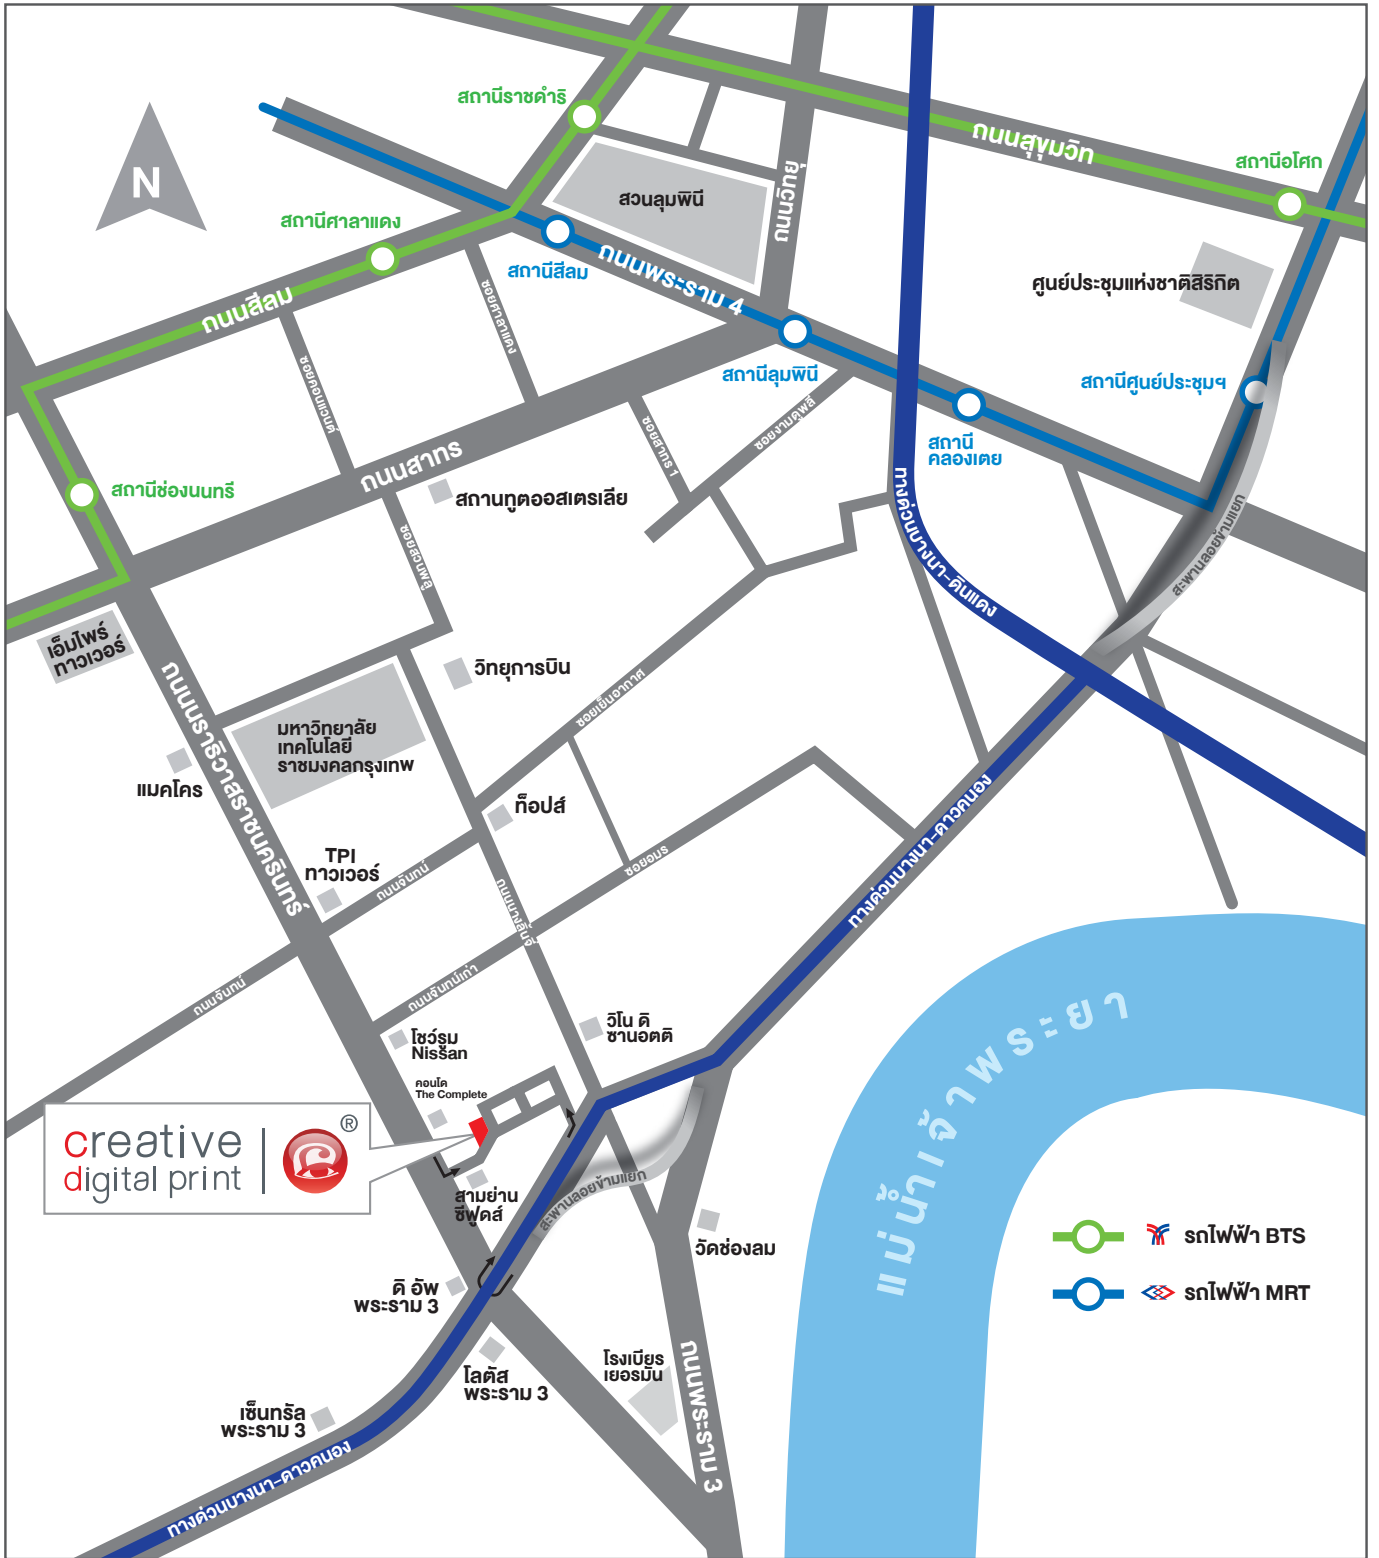 N
สถานีราชดำริ
สถานีศาลาแดง
สวนลุมพินี
ถนนวิทยุ
ถนนสุขุมวิท
สถานีอโศก
สถานีสีลม
ถนนพระราม 4
ศูนย์ประชุมแห่งชาติสิริกิต
ถนนสีลม
ซอยศาลาแดง
ซอยคอนแวนต์
สถานีลุมพินี
สถานีศูนย์ประชุมฯ
ซอยสาทร 1
ซอยงามดูพลี
สถานี
คลองเตย
ถนนสาทร
สถานีช่องนนทรี
สถานทูตออสเตรเลีย
ซอยสวนพลู
ทางด่วนบางนา-ดินแดง
สะพานลอยข้ามแยก
เอ็มไพร์
ทาวเวอร์
วิทยุการบิน
ซอยเย็นอากาศ
มหาวิทยาลัย
เทคโนโลยี
ราชมงคลกรุงเทพ
ถนนนราธิวาสราชนครินทร์
แมคโคร
ท็อปส์
TPI
ทาวเวอร์
ถนนจันทน์
ซอยอมร
ถนนนางลิ้นจี่
ทางด่วนบางนา-ดาวคนอง
ถนนจันทน์
ถนนจันทน์เก่า
โชว์รูม
Nissan
วิโน ดิ
ซานอตติ
คอนโด
The Complete
creative
digital print
®
สามย่าน
ซีฟูดส์
สะพานลอยข้ามแยก
วัดช่องลม
แม่น้ำเจ้าพระยา
รถไฟฟ้า BTS
รถไฟฟ้า MRT
ดิ อัพ
พระราม 3
โลตัส
พระราม 3
โรงเบียร
เยอรมัน
ถนนพระราม 3
เซ็นทรัล
พระราม 3
ทางด่วนบางนา-ดาวคนอง